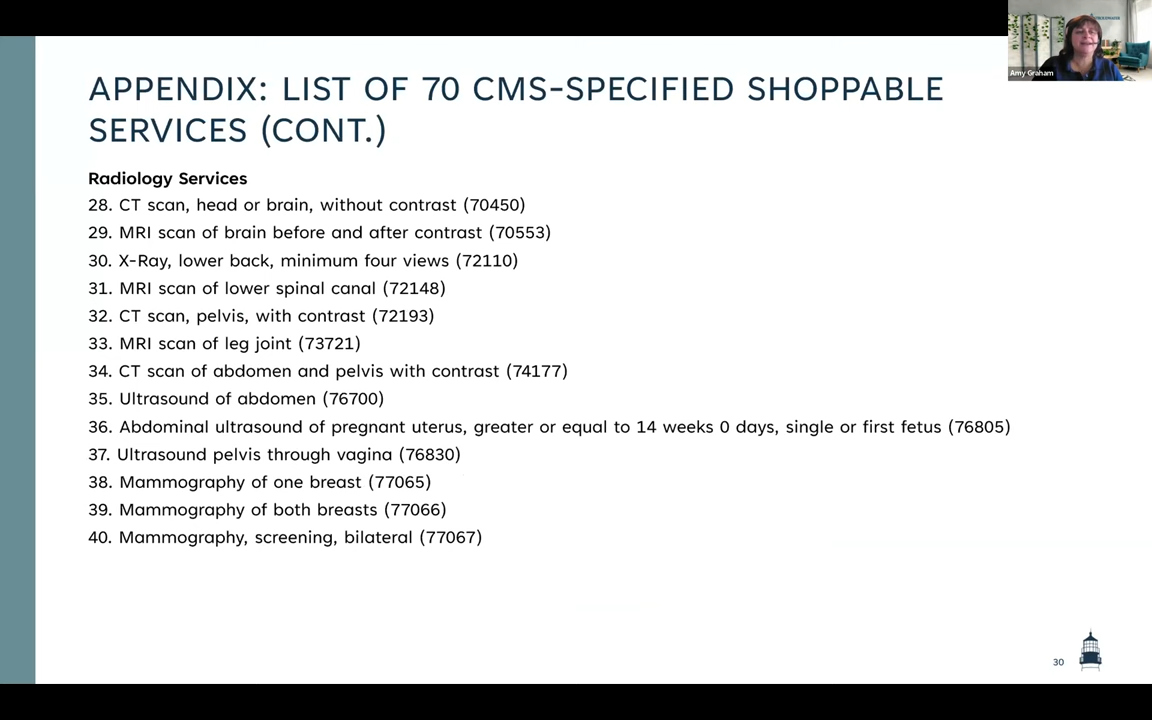 APPENDIX: LIST OF 70 CMS-SPECIFIED SHOPPABLE
SERVICES (CONT.)
Amy Graham
Radiology Services
28. CT scan, head or brain, without contrast (70450)
29. MRI scan of brain before and after contrast (70553)
30. X-Ray, lower back, minimum four views (72110)
31. MRI scan of lower spinal canal (72148)
32. CT scan, pelvis, with contrast (72193)
33. MRI scan of leg joint (73721)
34. CT scan of abdomen and pelvis with contrast (74177)
35. Ultrasound of abdomen (76700)
36. Abdominal ultrasound of pregnant uterus, greater or equal to 14 weeks 0 days, single or first fetus (76805)
37. Ultrasound pelvis through vagina (76830)
38. Mammography of one breast (77065)
39. Mammography of both breasts (77066)
40. Mammography, screening, bilateral (77067)
30